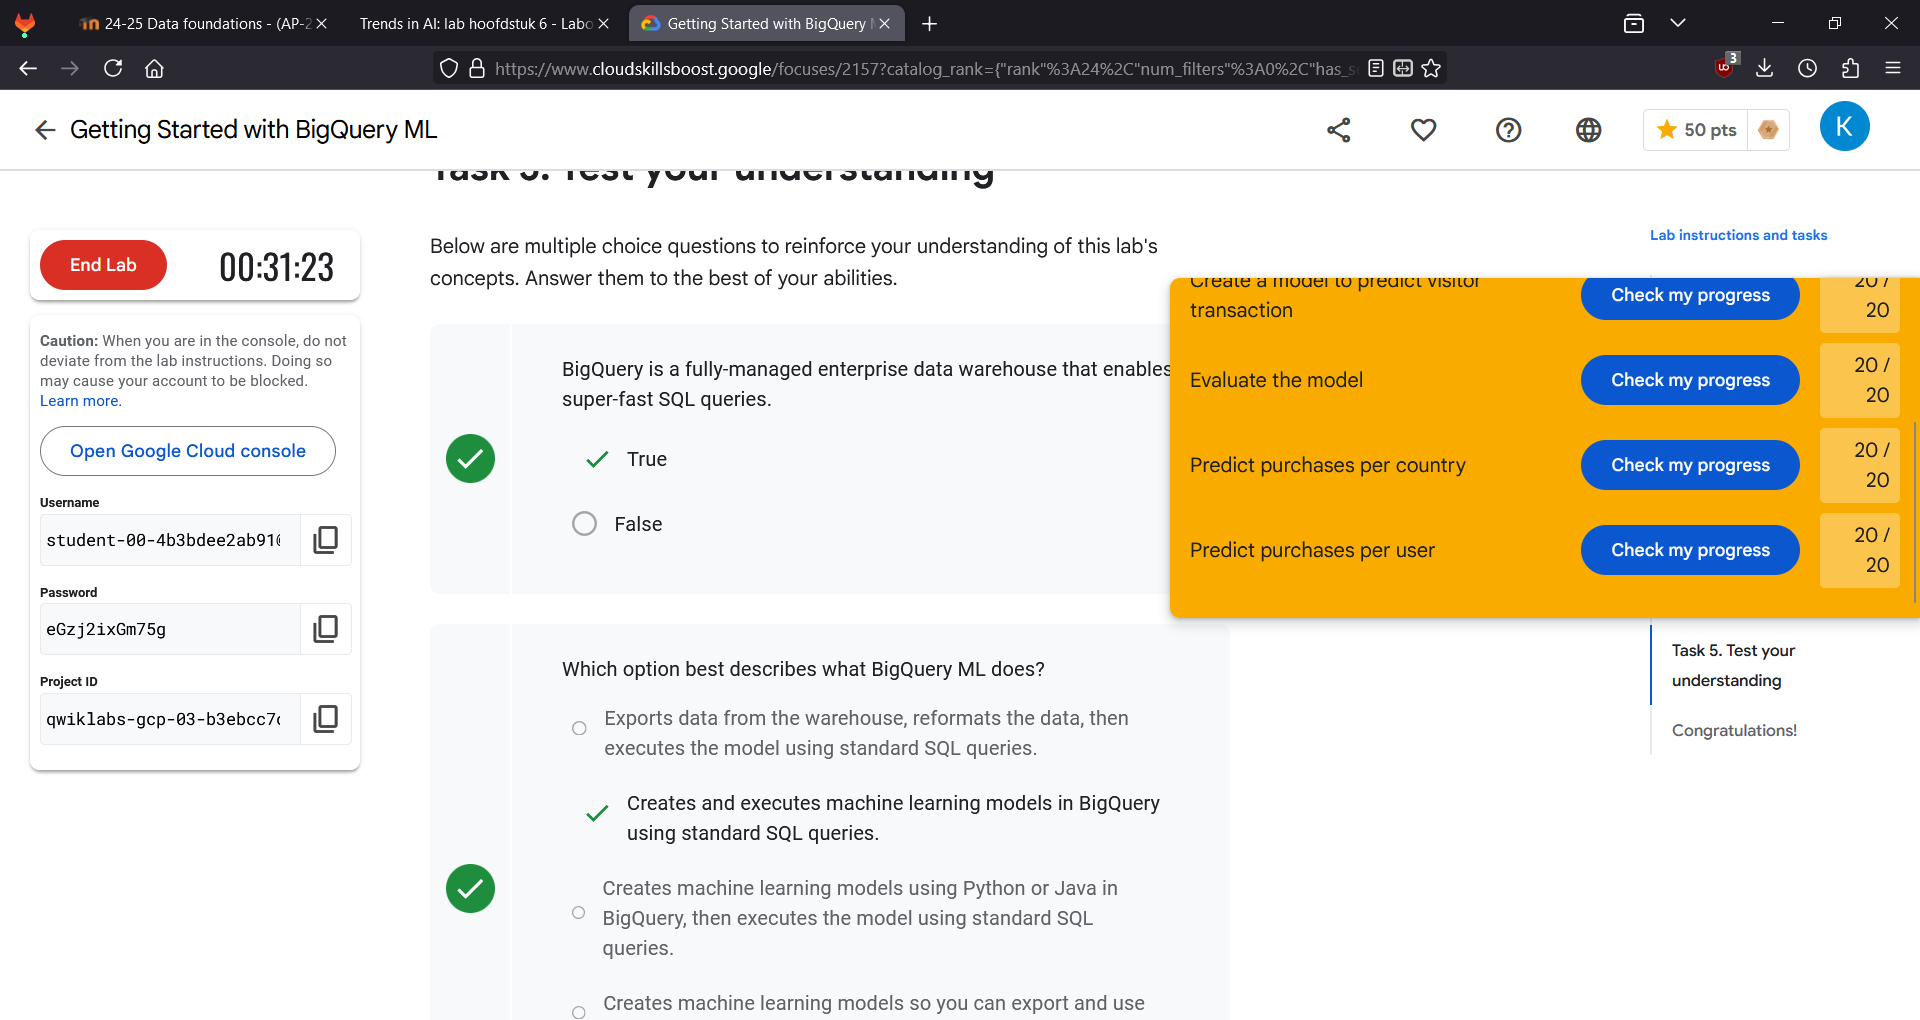 24-25 Data foundations - (AP-2
Trends in AI: lab hoofdstuk 6 - Labo
Getting Started with BigQuery M
https://www.cloudskillsboost.google/focuses/2157?catalog_rank={"rank"%3A24%2C"num_filters"%3A0%2C"has_s
3
Getting Started with BigQuery ML
50 pts
K
Task 5. Test your understanding
End Lab
00:31:23
Caution: When you are in the console, do not
deviate from the lab instructions. Doing so
may cause your account to be blocked.
Learn more.
Open Google Cloud console
Username
student-00-4b3bdee2ab910
Password
eGzj2ixGm75g
Project ID
qwiklabs-gcp-03-b3ebcc7c
Below are multiple choice questions to reinforce your understanding of this lab's
concepts. Answer them to the best of your abilities.
BigQuery is a fully-managed enterprise data warehouse that enables
super-fast SQL queries.
True
False
Which option best describes what BigQuery ML does?
Exports data from the warehouse, reformats the data, then
executes the model using standard SQL queries.
Creates and executes machine learning models in BigQuery
using standard SQL queries.
Creates machine learning models using Python or Java in
BigQuery, then executes the model using standard SQL
queries.
Creates machine learning models so you can export and use
Lab instructions and tasks
Create a model to predict visitor
transaction
Check my progress
20 /
20
Evaluate the model
Check my progress
20 /
20
Predict purchases per country
Check my progress
20 /
20
Predict purchases per user
Check my progress
20 /
20
Task 5. Test your
understanding
Congratulations!